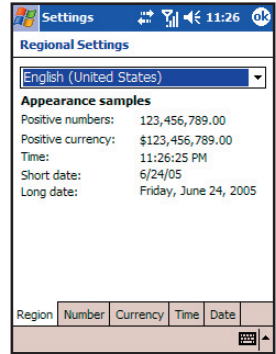 Settings 11:26 ok
Regional Settings
English (United States)
Appearance samples
Positive numbers: 123,456,789.00
Positive currency: $123,456,789.00
Time: 11:26:25 PM
Short date: 6/24/05
Long date: Friday, June 24, 2005
Region Number Currency Time Date